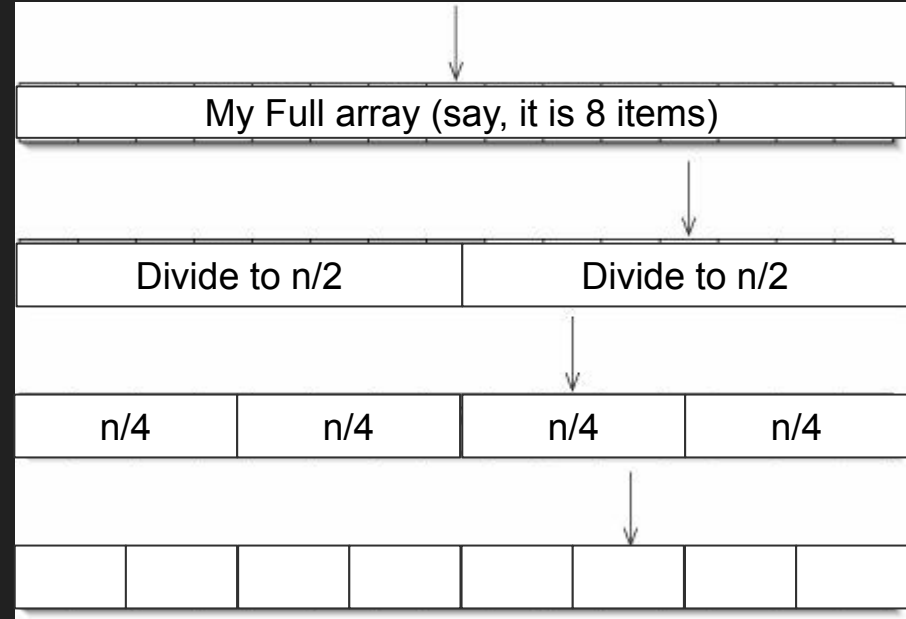 My Full array (say, it is 8 items)
Divide to n/2 Divide to n/2
n/4 n/4 n/4 n/4